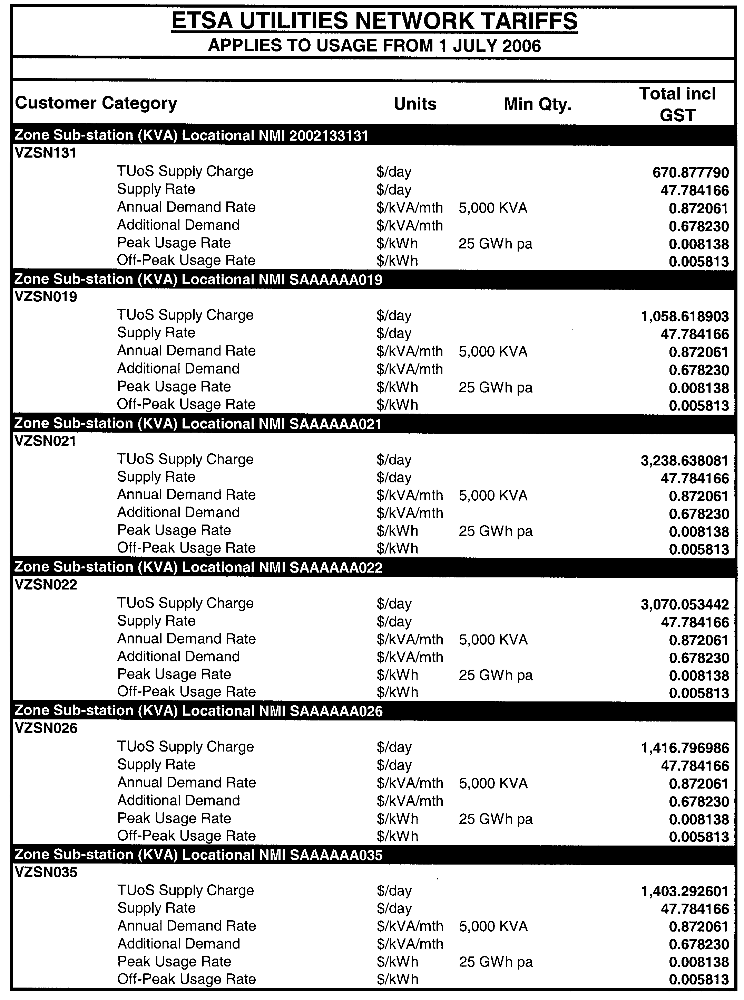 ETSA UTILITIES NETWORK TARIFFS
APPLIES TO USAGE FROM 1 JULY 2006
Customer Category Units Min Qty. Total incl GST
Zone Sub-station (KVA) Locational NMI 2002133131
VZSN131
TUoS Supply Charge $/day 670.877790
Supply Rate $/day 47.784166
Annual Demand Rate $/kVA/mth 5,000 KVA 0.872061
Additional Demand $/kVA/mth 0.678230
Peak Usage Rate $/kWh 25 GWh pa 0.008138
Off-Peak Usage Rate $/kWh 0.005813
Zone Sub-station (KVA) Locational NMI SAAAAAA019
VZSN019
TUoS Supply Charge $/day 1,058.618903
Supply Rate $/day 47.784166
Annual Demand Rate $/kVA/mth 5,000 KVA 0.872061
Additional Demand $/kVA/mth 0.678230
Peak Usage Rate $/kWh 25 GWh pa 0.008138
Off-Peak Usage Rate $/kWh 0.005813
Zone Sub-station (KVA) Locational NMI SAAAAAA021
VZSN021
TUoS Supply Charge $/day 3,238.638081
Supply Rate $/day 47.784166
Annual Demand Rate $/kVA/mth 5,000 KVA 0.872061
Additional Demand $/kVA/mth 0.678230
Peak Usage Rate $/kWh 25 GWh pa 0.008138
Off-Peak Usage Rate $/kWh 0.005813
Zone Sub-station (KVA) Locational NMI SAAAAAA022
VZSN022
TUoS Supply Charge $/day 3,070.053442
Supply Rate $/day 47.784166
Annual Demand Rate $/kVA/mth 5,000 KVA 0.872061
Additional Demand $/kVA/mth 0.678230
Peak Usage Rate $/kWh 25 GWh pa 0.008138
Off-Peak Usage Rate $/kWh 0.005813
Zone Sub-station (KVA) Locational NMI SAAAAAA026
VZSN026
TUoS Supply Charge $/day 1,416.796986
Supply Rate $/day 47.784166
Annual Demand Rate $/kVA/mth 5,000 KVA 0.872061
Additional Demand $/kVA/mth 0.678230
Peak Usage Rate $/kWh 25 GWh pa 0.008138
Off-Peak Usage Rate $/kWh 0.005813
Zone Sub-station (KVA) Locational NMI SAAAAAA035
VZSN035
TUoS Supply Charge $/day 1,403.292601
Supply Rate $/day 47.784166
Annual Demand Rate $/kVA/mth 5,000 KVA 0.872061
Additional Demand $/kVA/mth 0.678230
Peak Usage Rate $/kWh 25 GWh pa 0.008138
Off-Peak Usage Rate $/kWh 0.005813